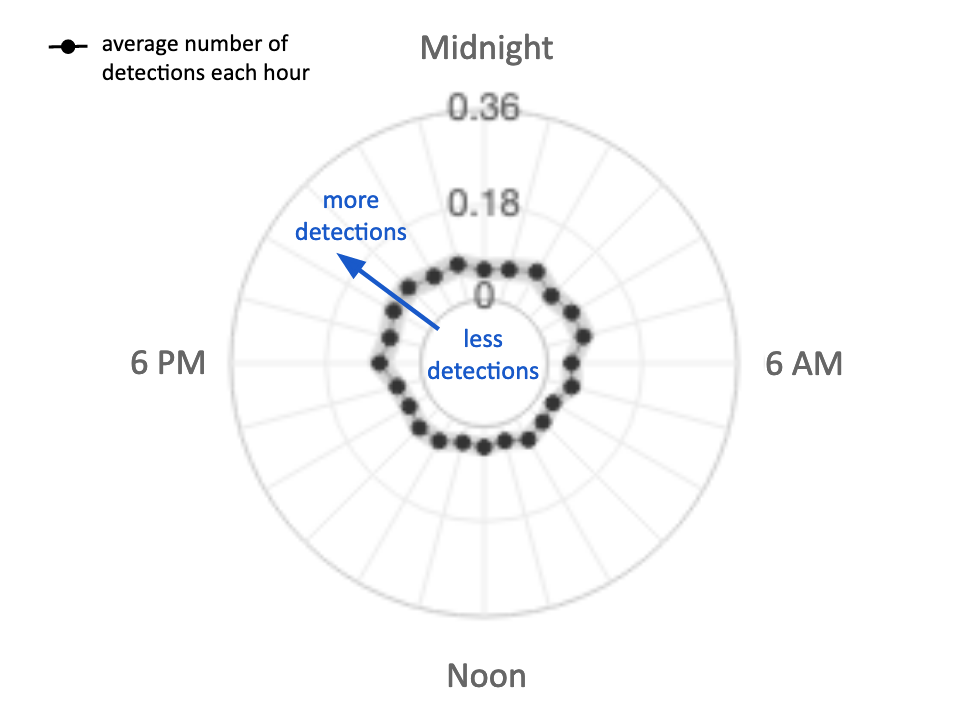 average number of
detections each hour
Midnight
0.36
more
detections
0.18
0
less
detections
6 PM
6 AM
Noon